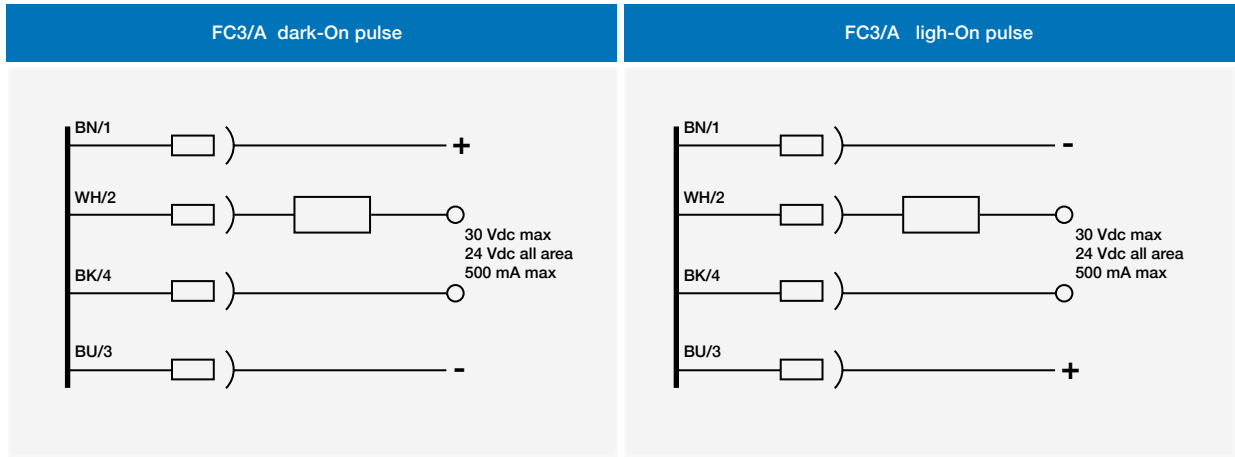 FC3/A dark-On pulse
BN/1
+
WH/2
30 Vdc max
24 Vdc all area
500 mA max
BK/4
BU/3
-
FC3/A ligh-On pulse
BN/1
-
WH/2
30 Vdc max
24 Vdc all area
500 mA max
BK/4
BU/3
+